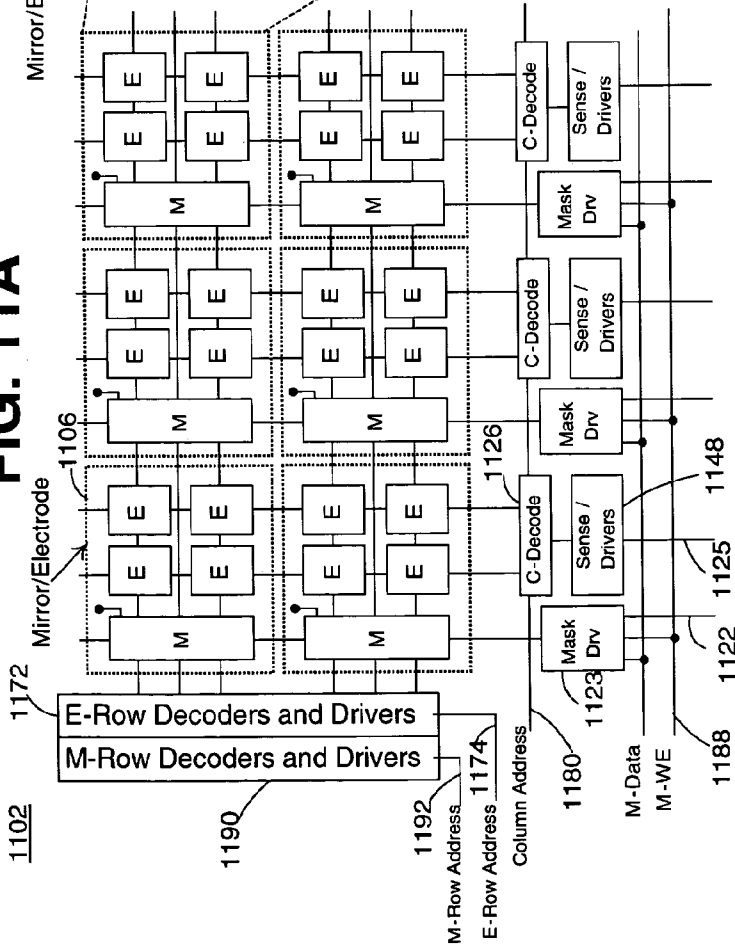 FIG. 11A
1102
1172
Mirror/Electrode
1106
Mirror/E
E E
E E
M
E E
E E
M
E E
E E
M
E E
E E
M
E E
E E
M
E E
E E
M
E-Row Decoders and Drivers
M-Row Decoders and Drivers
1190
1192
M-Row Address
1174
E-Row Address
Column Address
1180
M-Data
M-WE
1188
Mask Drv
1123
1122
C-Decode
1126
Sense / Drivers
1148
1125
Mask Drv
C-Decode
Sense / Drivers
Mask Drv
C-Decode
Sense / Drivers